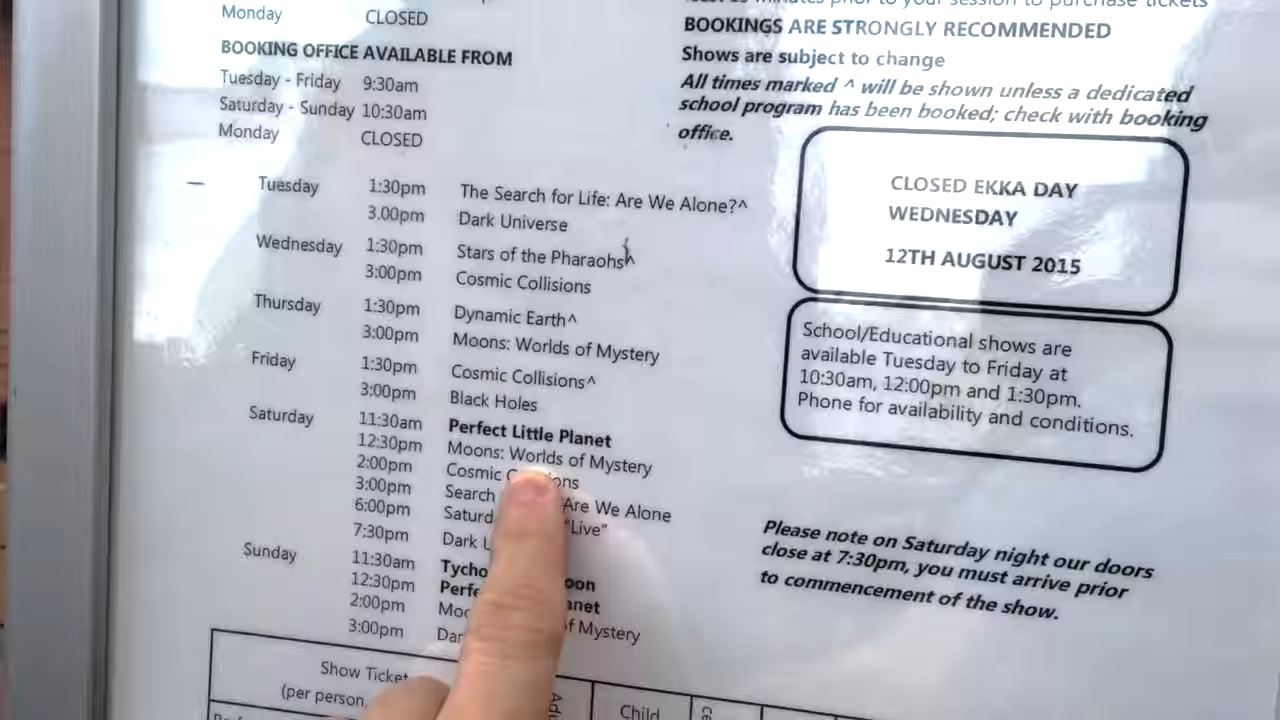 Monday CLOSED
BOOKING OFFICE AVAILABLE FROM
Tuesday - Friday 9:30am
Saturday - Sunday 10:30am
Monday CLOSED
minutes prior to your session to purchase tickets
BOOKINGS ARE STRONGLY RECOMMENDED
Shows are subject to change
All times marked ^ will be shown unless a dedicated
school program has been booked; check with booking
office.
Tuesday 1:30pm The Search for Life: Are We Alone?^
3.00pm Dark Universe
Wednesday 1:30pm Stars of the Pharaohs^
3:00pm Cosmic Collisions
Thursday 1:30pm Dynamic Earth^
3:00pm Moons: Worlds of Mystery
Friday 1:30pm Cosmic Collisions^
3:00pm Black Holes
Saturday 11:30am Perfect Little Planet
12:30pm Moons: Worlds of Mystery
2:00pm Cosmic
3:00pm Search Are We Alone
6:00pm "Live"
7:30pm Dark
Sunday 11:30am Tycho
12:30pm
2:00pm of Mystery
3:00pm
CLOSED EKKA DAY
WEDNESDAY
12TH AUGUST 2015
School/Educational shows are
available Tuesday to Friday at
10:30am, 12:00pm and 1:30pm.
Phone for availability and conditions.
Please note on Saturday night our doors
close at 7:30pm, you must arrive prior
to commencement of the show.
Show Ticket
(per person,
Child